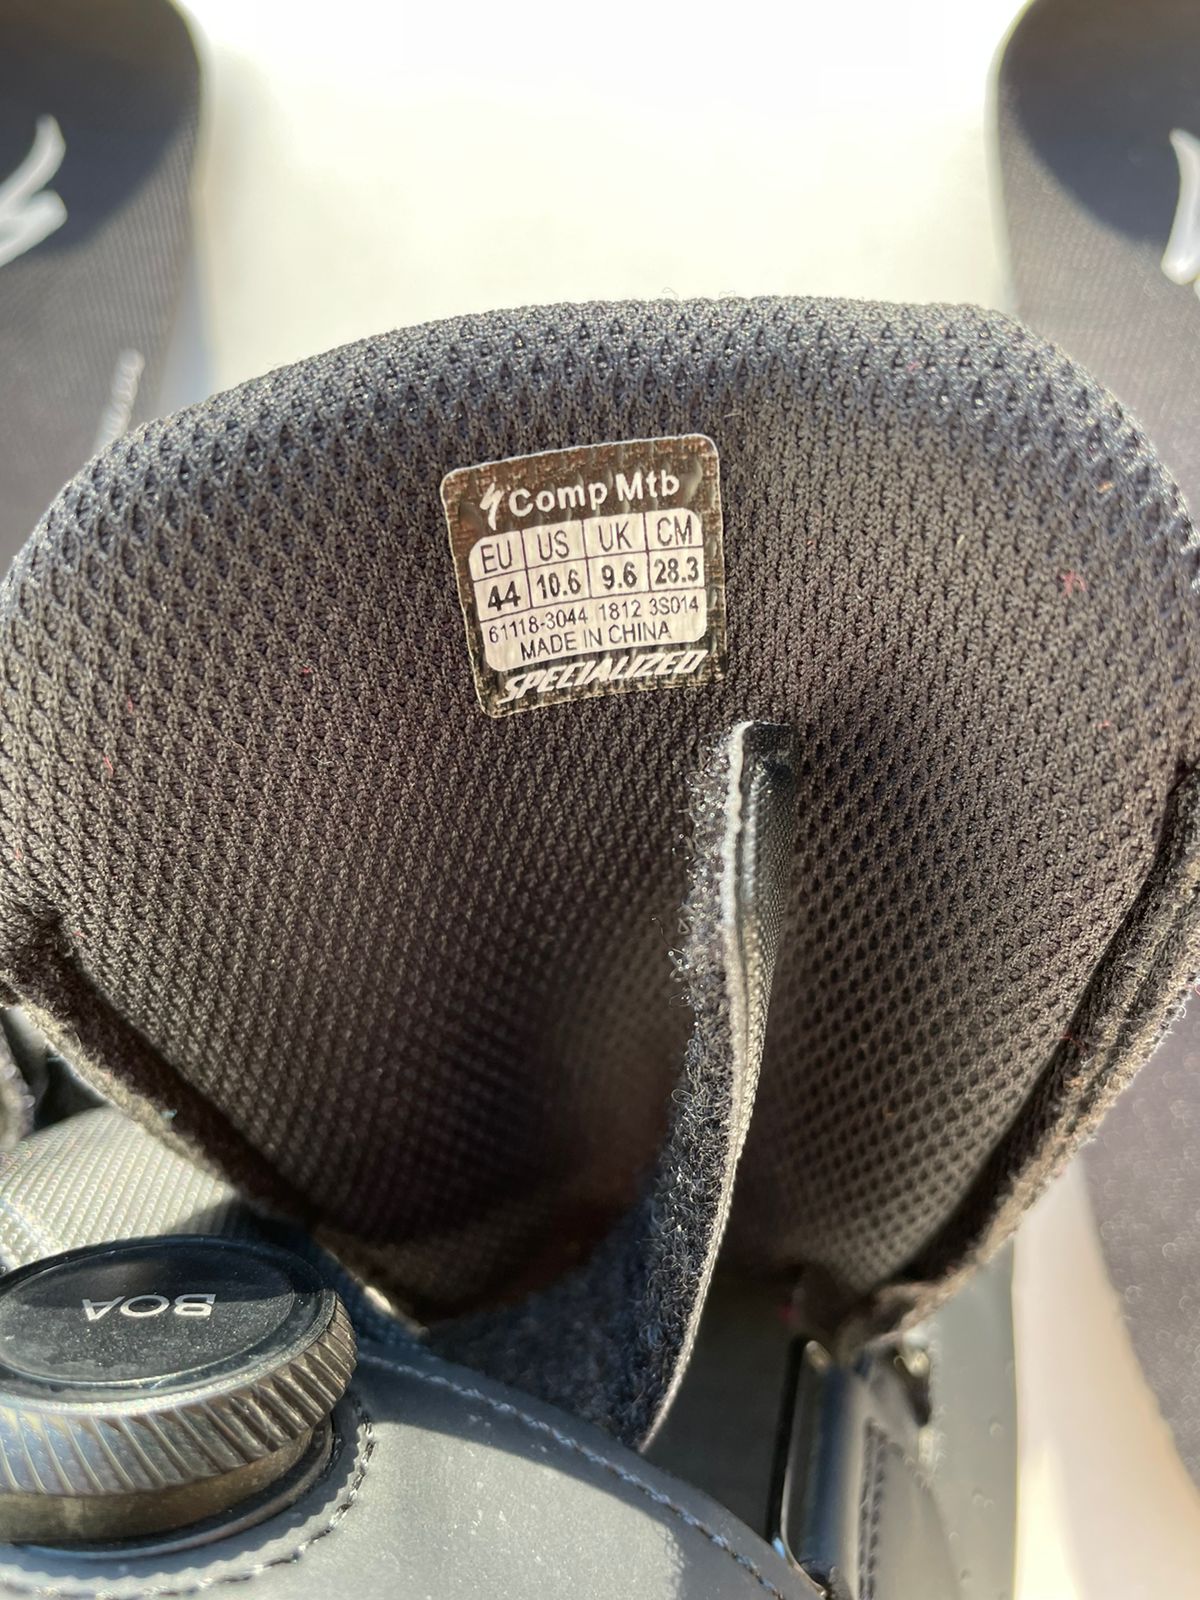 Comp Mtb
EU US UK CM
44 10.6 9.6 28.3
61118-3044 1812 3S014
MADE IN CHINA
SPECIALIZED
BOA